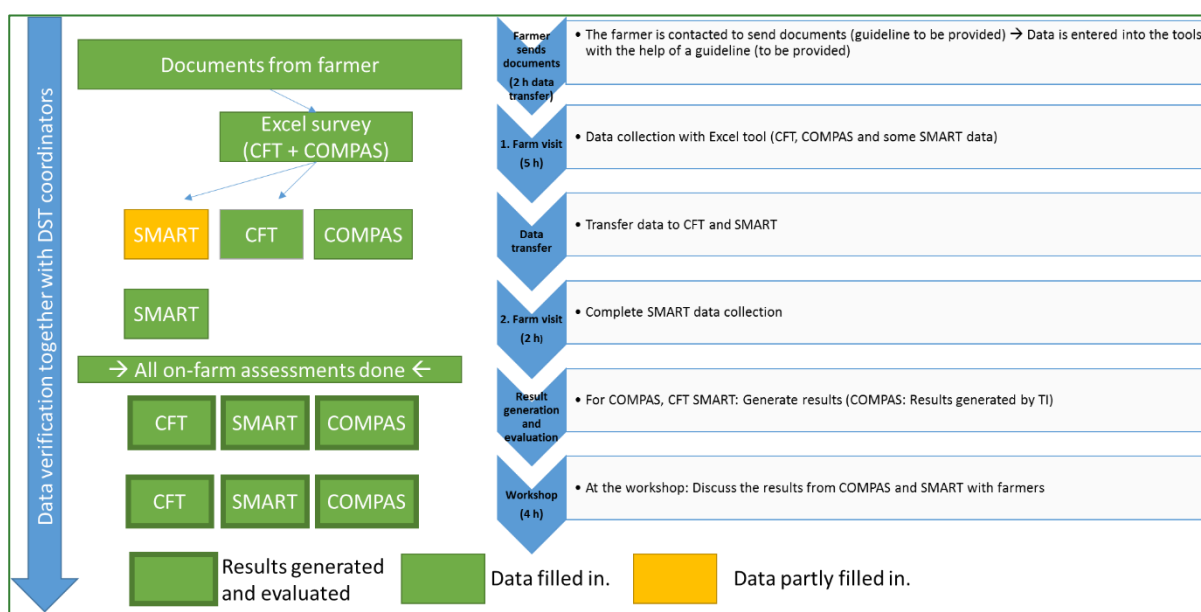 Data verification together with DST coordinators
Documents from farmer
Excel survey
(CFT + COMPAS)
SMART
CFT
COMPAS
SMART
→ All on-farm assessments done ←
CFT
SMART
COMPAS
CFT
SMART
COMPAS
Farmer
sends
documents
(2 h data
transfer)
• The farmer is contacted to send documents (guideline to be provided) → Data is entered into the tools
with the help of a guideline (to be provided)
1. Farm visit
(5 h)
• Data collection with Excel tool (CFT, COMPAS and some SMART data)
Data
transfer
• Transfer data to CFT and SMART
2. Farm visit
(2 h)
• Complete SMART data collection
Result
generation
and
evaluation
• For COMPAS, CFT SMART: Generate results (COMPAS: Results generated by TI)
Workshop
(4 h)
• At the workshop: Discuss the results from COMPAS and SMART with farmers
Results generated
and evaluated
Data filled in.
Data partly filled in.